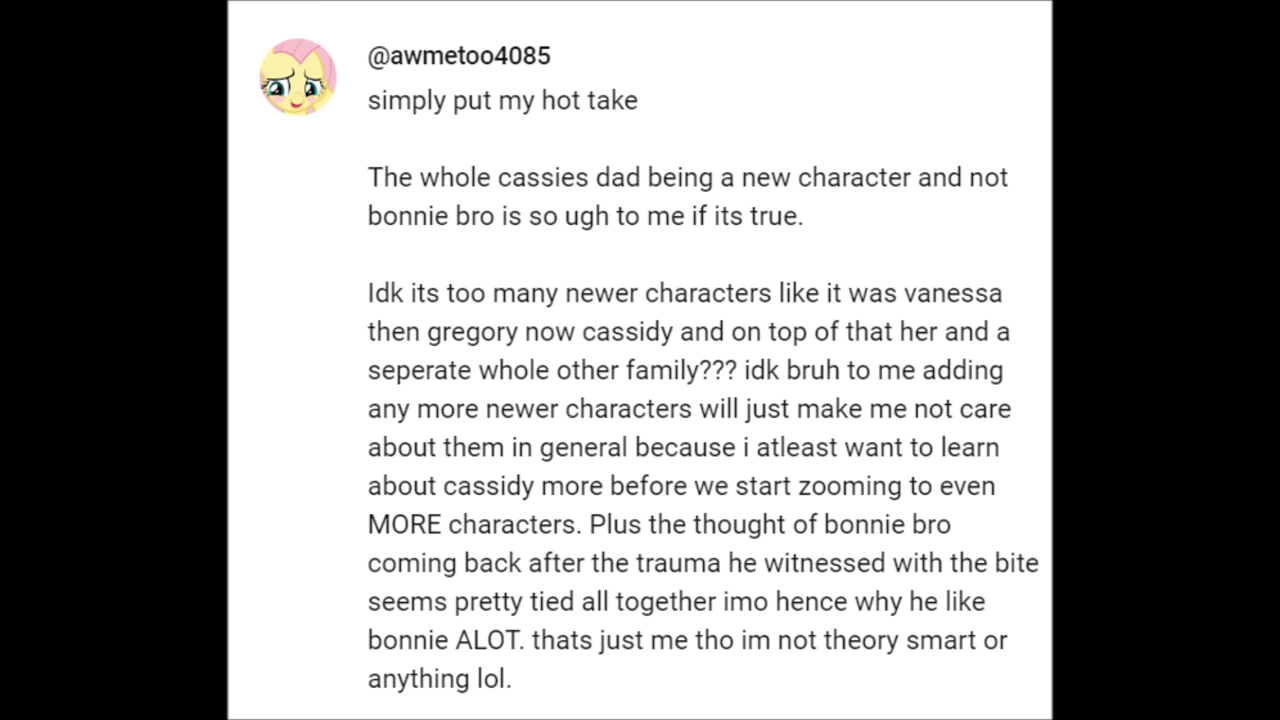 @awmetoo4085
simply put my hot take
The whole cassies dad being a new character and not
bonnie bro is so ugh to me if its true.
Idk its too many newer characters like it was vanessa
then gregory now cassidy and on top of that her and a
seperate whole other family??? idk bruh to me adding
any more newer characters will just make me not care
about them in general because i atleast want to learn
about cassidy more before we start zooming to even
MORE characters. Plus the thought of bonnie bro
coming back after the trauma he witnessed with the bite
seems pretty tied all together imo hence why he like
bonnie ALOT. thats just me tho im not theory smart or
anything lol.